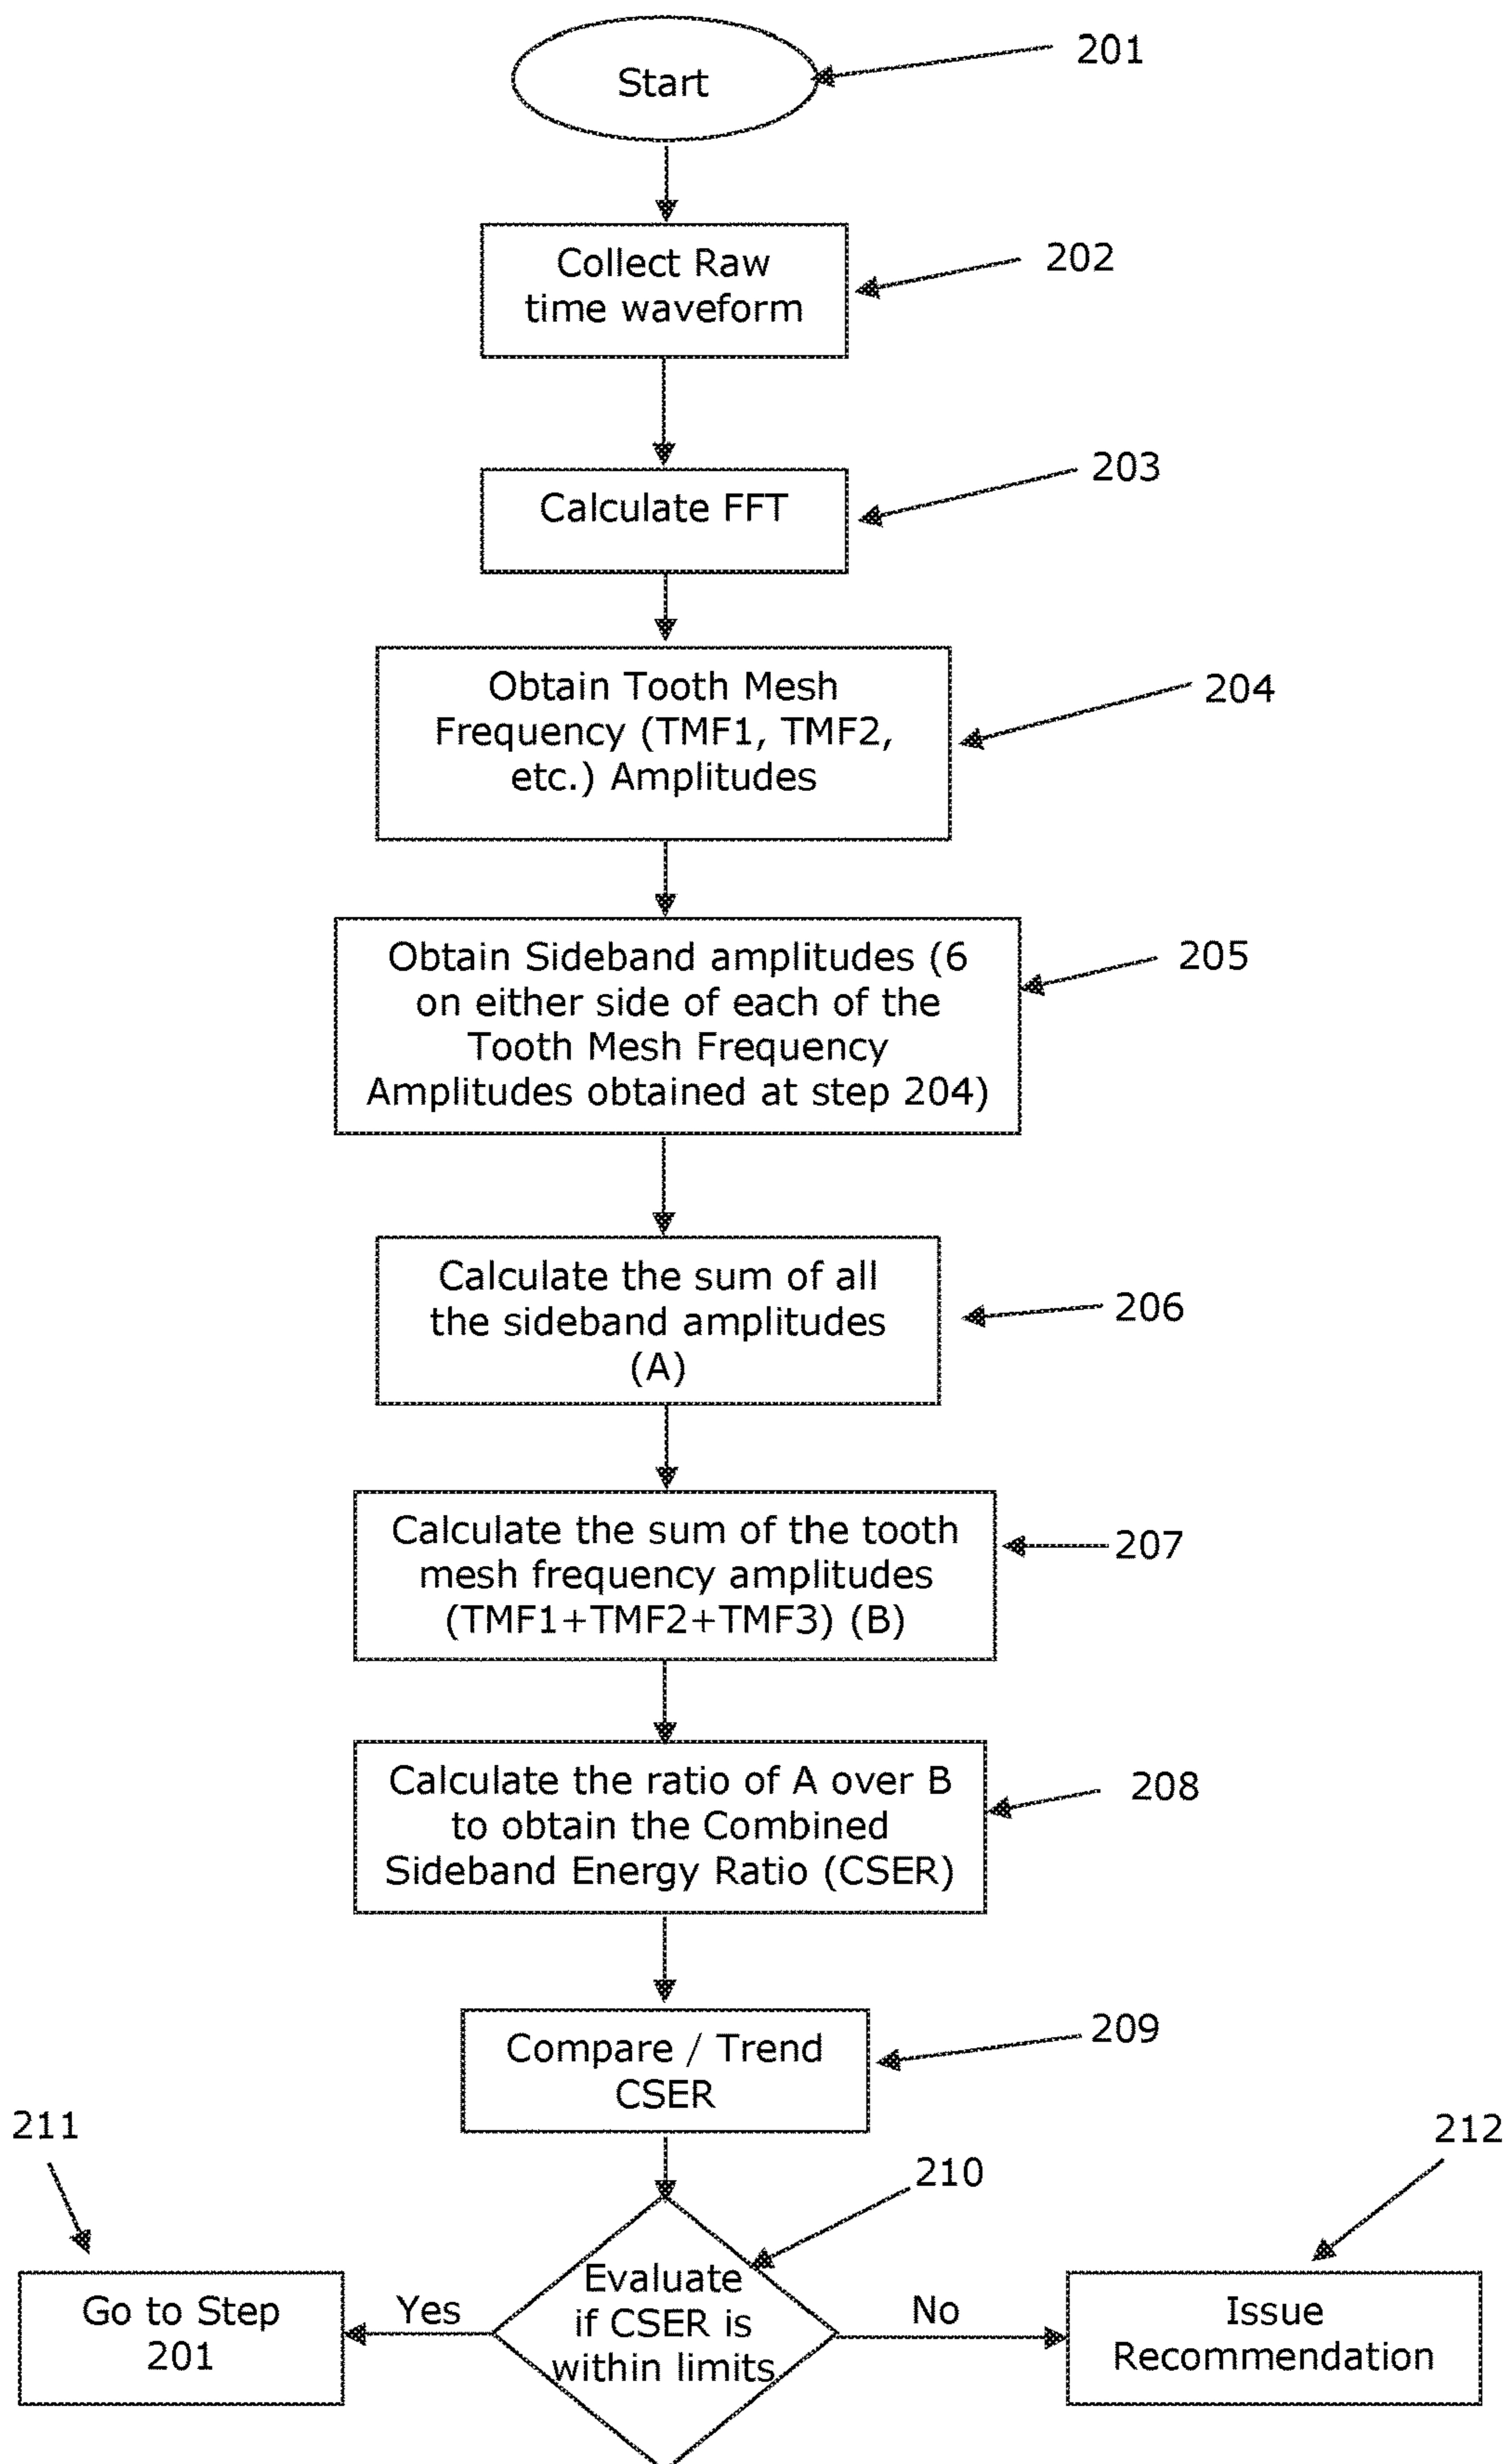 Start
201
Collect Raw
time waveform
202
Calculate FFT
203
Obtain Tooth Mesh
Frequency (TMF1, TMF2,
etc.) Amplitudes
204
Obtain Sideband amplitudes (6
on either side of each of the
Tooth Mesh Frequency
Amplitudes obtained at step 204)
205
Calculate the sum of all
the sideband amplitudes
(A)
206
Calculate the sum of the tooth
mesh frequency amplitudes
(TMF1+TMF2+TMF3) (B)
207
Calculate the ratio of A over B
to obtain the Combined
Sideband Energy Ratio (CSER)
208
Compare / Trend
CSER
209
211
210
212
Evaluate
if CSER is
within limits
Yes
No
Go to Step
201
Issue
Recommendation